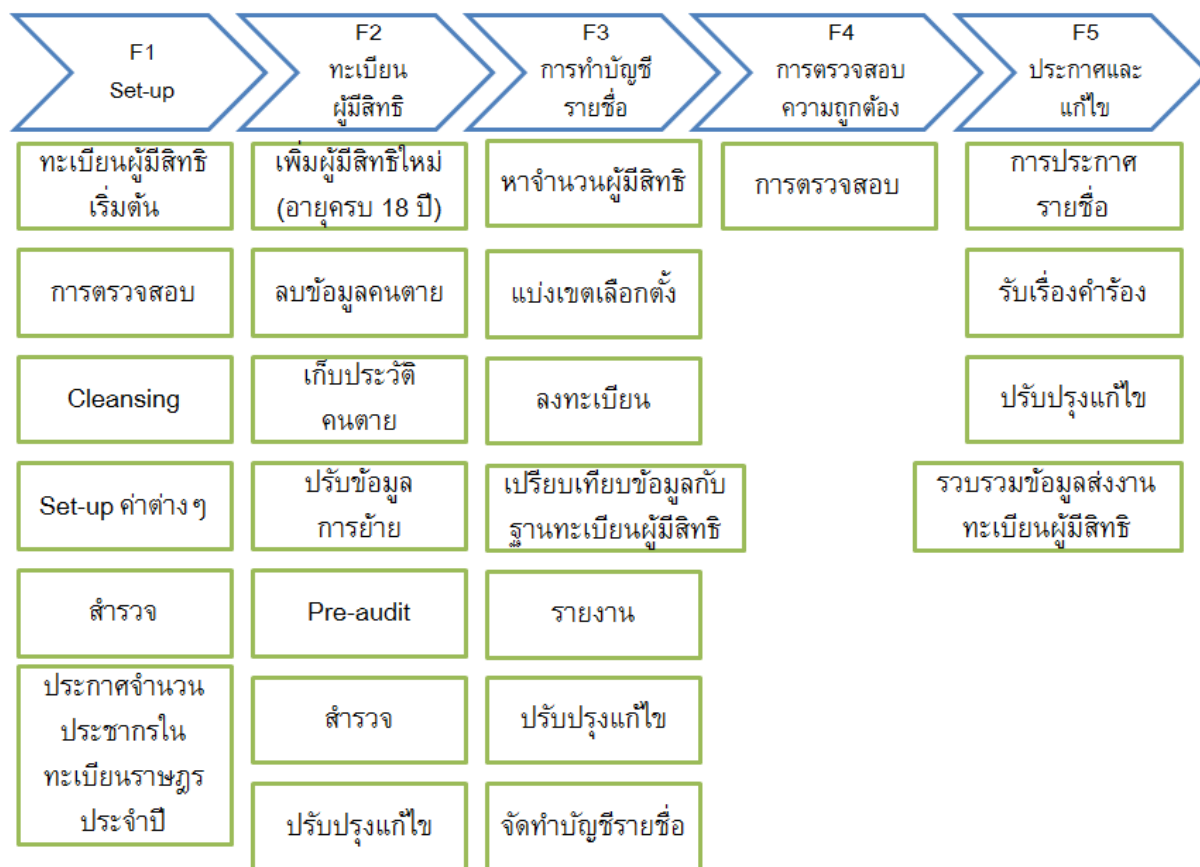 F1
Set-up
F2
ทะเบียน
ผู้มีสิทธิ
F3
การทำบัญชี
รายชื่อ
F4
การตรวจสอบ
ความถูกต้อง
F5
ประกาศและ
แก้ไข
ทะเบียนผู้มีสิทธิ
เริ่มต้น
การตรวจสอบ
Cleansing
Set-up ค่าต่าง ๆ
สำรวจ
ประกาศจำนวน
ประชากรใน
ทะเบียนราษฎร
ประจำปี
เพิ่มผู้มีสิทธิใหม่
(อายุครบ 18 ปี)
ลบข้อมูลคนตาย
เก็บประวัติ
คนตาย
ปรับข้อมูล
การย้าย
Pre-audit
สำรวจ
ปรับปรุงแก้ไข
หาจำนวนผู้มีสิทธิ
แบ่งเขตเลือกตั้ง
ลงทะเบียน
เปรียบเทียบข้อมูลกับ
ฐานทะเบียนผู้มีสิทธิ
รายงาน
ปรับปรุงแก้ไข
จัดทำบัญชีรายชื่อ
การตรวจสอบ
การประกาศ
รายชื่อ
รับเรื่องคำร้อง
ปรับปรุงแก้ไข
รวบรวมข้อมูลส่งงาน
ทะเบียนผู้มีสิทธิ